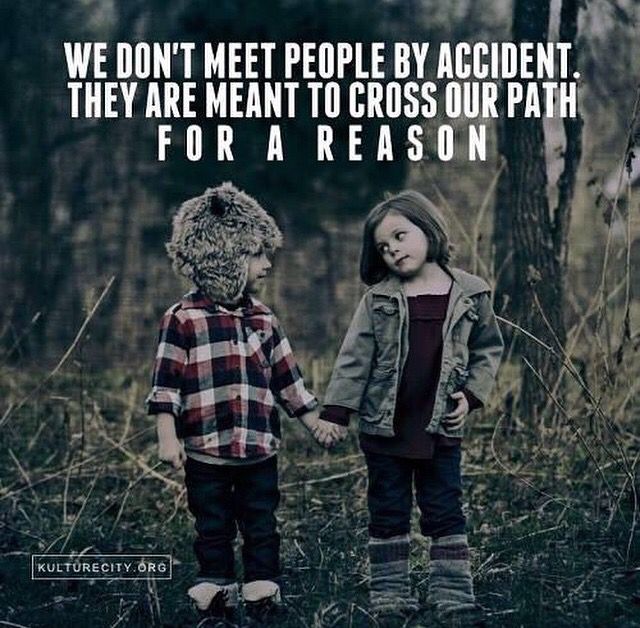 WE DON'T MEET PEOPLE BY ACCIDENT.
THEY ARE MEANT TO CROSS OUR PATH
FOR A REASON
KULTURECITY.ORG